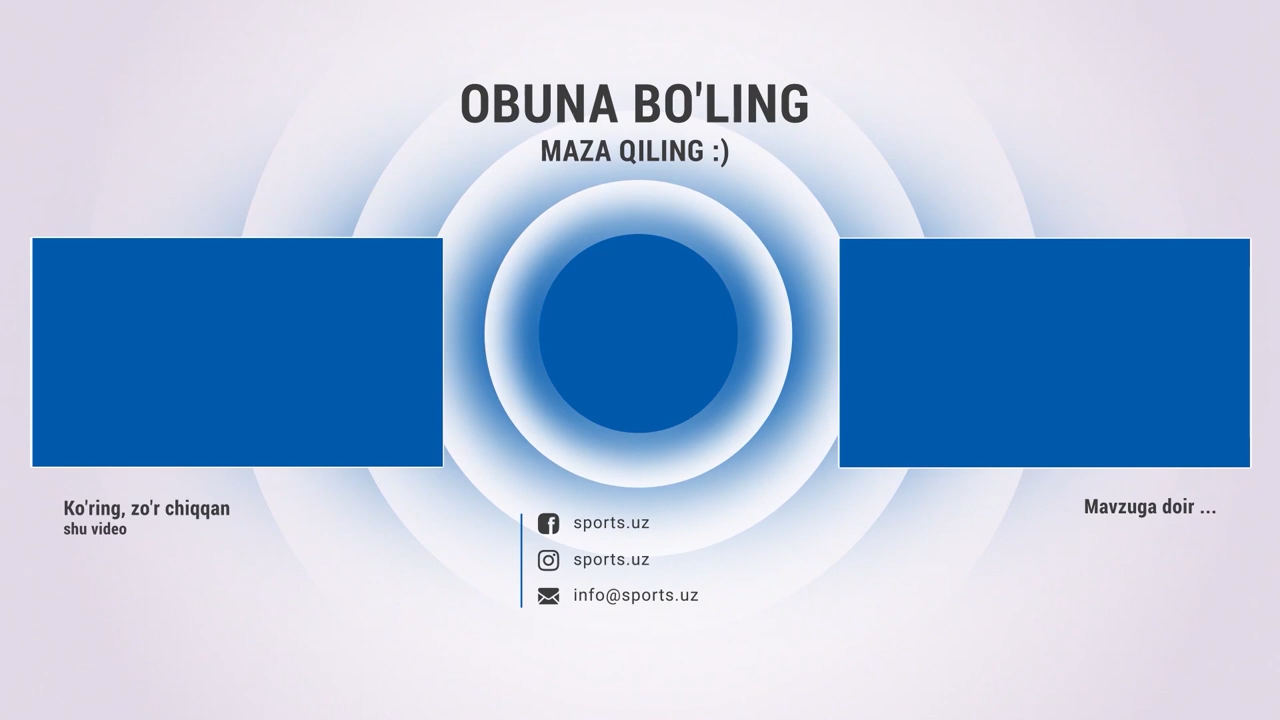 OBUNA BO'LING
MAZA QILING :)
Ko'ring, zo'r chiqqan
shu video
Mavzuga doir ...
sports.uz
sports.uz
info@sports.uz